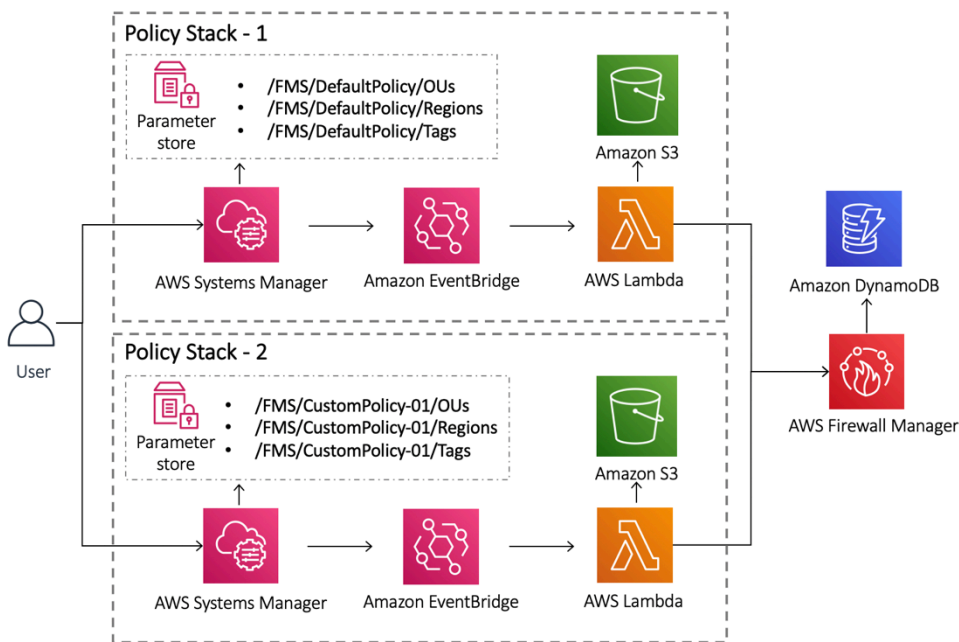 Policy Stack - 1
Parameter
store
• /FMS/DefaultPolicy/OUs
• /FMS/DefaultPolicy/Regions
• /FMS/DefaultPolicy/Tags
Amazon S3
AWS Systems Manager
Amazon EventBridge
AWS Lambda
Amazon DynamoDB
User
Policy Stack - 2
Parameter
store
• /FMS/CustomPolicy-01/OUs
• /FMS/CustomPolicy-01/Regions
• /FMS/CustomPolicy-01/Tags
Amazon S3
AWS Firewall Manager
AWS Systems Manager
Amazon EventBridge
AWS Lambda